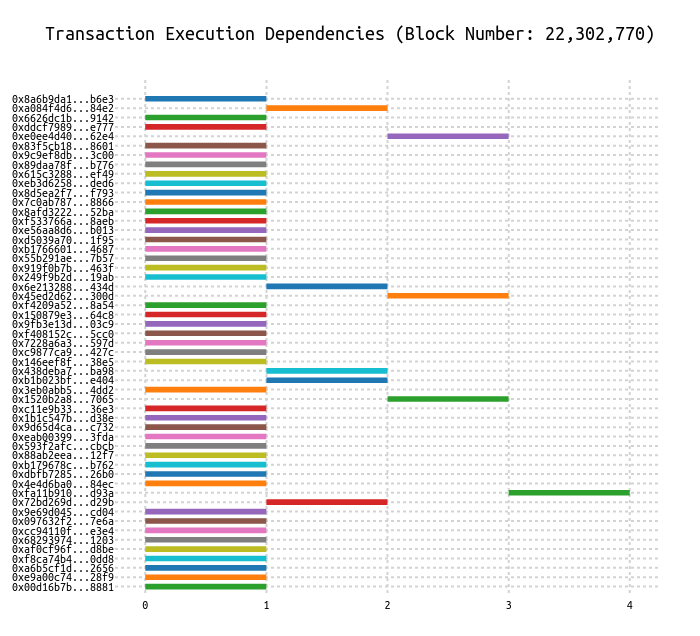 Transaction Execution Dependencies (Block Number: 22,302,770)
0x8a6b9da1...b6e3
0xa084f4d6...84e2
0x6626dc1b...9142
0xddcf7989...e777
0xe0ee4d40...62e4
0x83f5cb18...8601
0x9c9ef8db...3c00
0x89daa78f...b776
0x615c3288...ef49
0xeb3d6258...ded6
0x8d5ea2f7...f793
0x7c0ab787...8866
0x8afd3222...52ba
0xf533766a...8aeb
0xe56aa8d6...b013
0xd5039a70...1f95
0xb1766601...4687
0x55b291ae...7b57
0x919f0b7b...463f
0x249f9b2d...19ab
0x6e213288...434d
0x45ed2d62...300d
0xf4209a52...8a54
0x150879e3...64c8
0x9fb3e13d...03c9
0xf408152c...5cc0
0x7228a6a3...597d
0xc9877ca9...427c
0x146eef8f...38e5
0x438deba7...ba98
0xb1b023bf...e404
0x3eb0abb5...4dd2
0x1520b2a8...7065
0xc11e9b33...36e3
0x1b1c547b...d38e
0x9d65d4ca...c732
0xeab00399...3fda
0x593f2afc...cbcb
0x88ab2eea...12f7
0xb179678c...b762
0xdbfb7285...26b0
0x4e4d6ba0...84ec
0xfa11b910...d93a
0x72bd269d...d29b
0x9e69d045...cd04
0x097632f2...7e6a
0xcc94110f...e3e4
0x68293974...1203
0xaf0cf96f...d8be
0xf8ca74b4...0dd8
0xa6b5cf1d...2656
0xe9a00c74...28f9
0x00d16b7b...8881
0 1 2 3 4